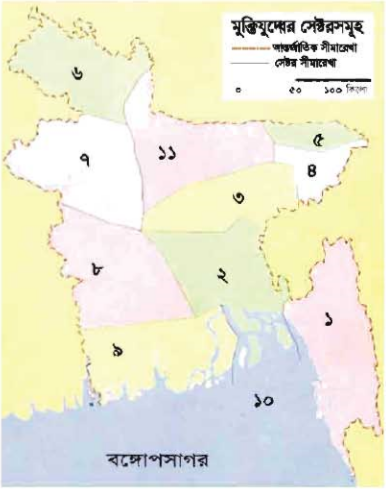 মুক্তিযুদ্ধের সেক্টরসমূহ
আন্তর্জাতিক সীমারেখা
সেক্টর সীমারেখা
০ ৫০ ১০০ কিলো
৬
৫
৭
১১
৪
৩
৮
২
১
৯
১০
বঙ্গোপসাগর